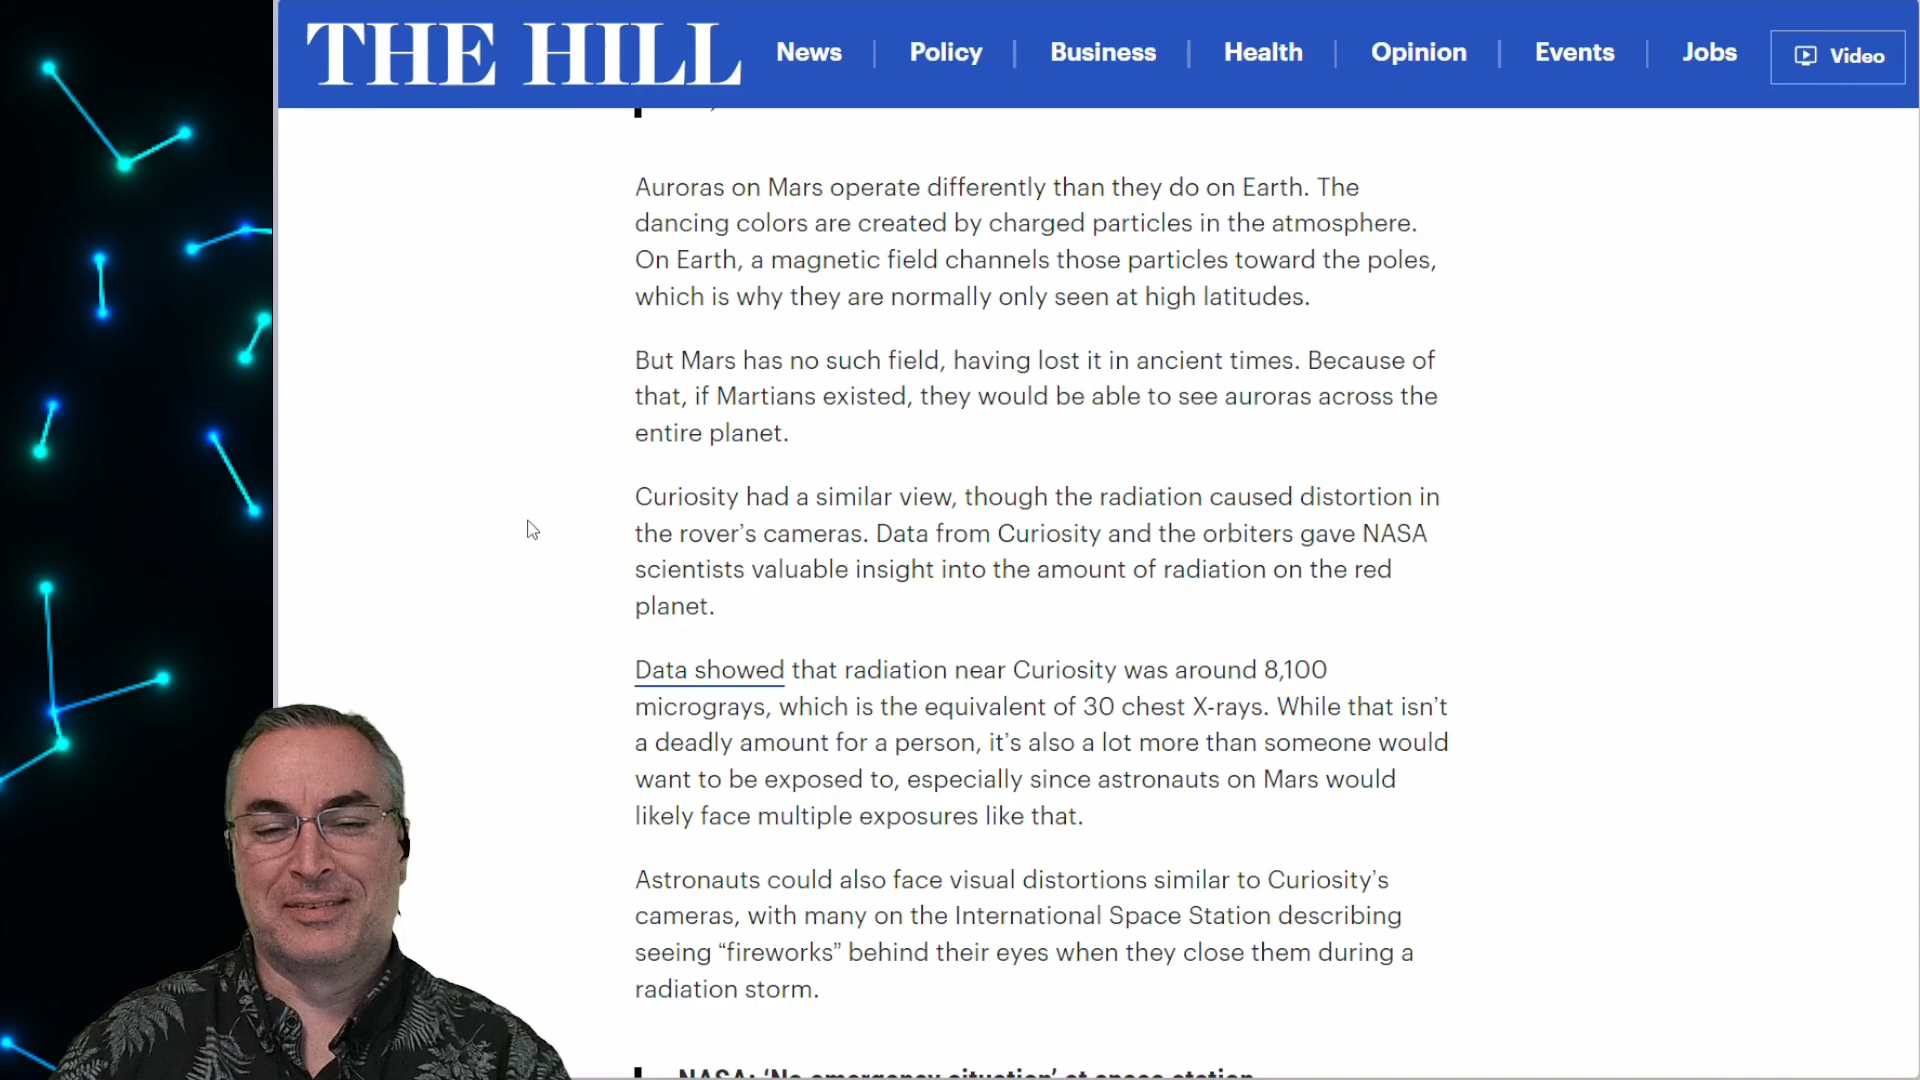 THE HILL
News
Policy
Business
Health
Opinion
Events
Jobs
Video
Auroras on Mars operate differently than they do on Earth. The
dancing colors are created by charged particles in the atmosphere.
On Earth, a magnetic field channels those particles toward the poles,
which is why they are normally only seen at high latitudes.
But Mars has no such field, having lost it in ancient times. Because of
that, if Martians existed, they would be able to see auroras across the
entire planet.
Curiosity had a similar view, though the radiation caused distortion in
the rover’s cameras. Data from Curiosity and the orbiters gave NASA
scientists valuable insight into the amount of radiation on the red
planet.
Data showed that radiation near Curiosity was around 8,100
micrograys, which is the equivalent of 30 chest X-rays. While that isn’t
a deadly amount for a person, it’s also a lot more than someone would
want to be exposed to, especially since astronauts on Mars would
likely face multiple exposures like that.
Astronauts could also face visual distortions similar to Curiosity’s
cameras, with many on the International Space Station describing
seeing “fireworks” behind their eyes when they close them during a
radiation storm.
NASA: ‘No emergency situation’ at space station